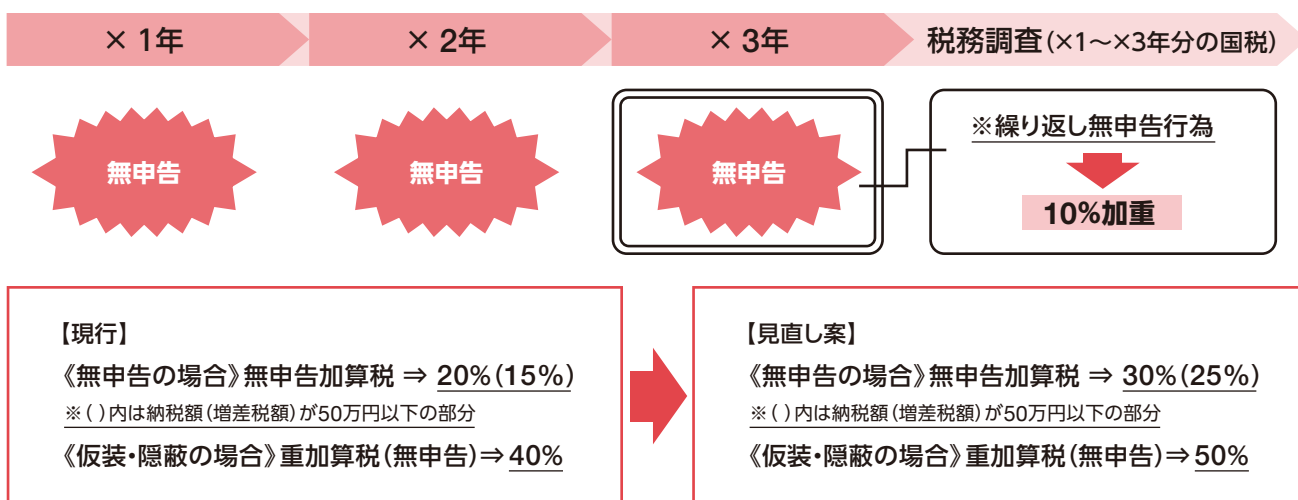 × 1年
× 2年
× 3年
税務調査(×1～×3年分の国税)
無申告
無申告
無申告
※繰り返し無申告行為
10%加重
【現行】
《無申告の場合》無申告加算税 ⇒ 20%(15%)
※( )内は納税額(増差税額)が50万円以下の部分
《仮装・隠蔽の場合》重加算税(無申告)⇒40%
【見直し案】
《無申告の場合》無申告加算税 ⇒ 30%(25%)
※( )内は納税額(増差税額)が50万円以下の部分
《仮装・隠蔽の場合》重加算税(無申告)⇒50%